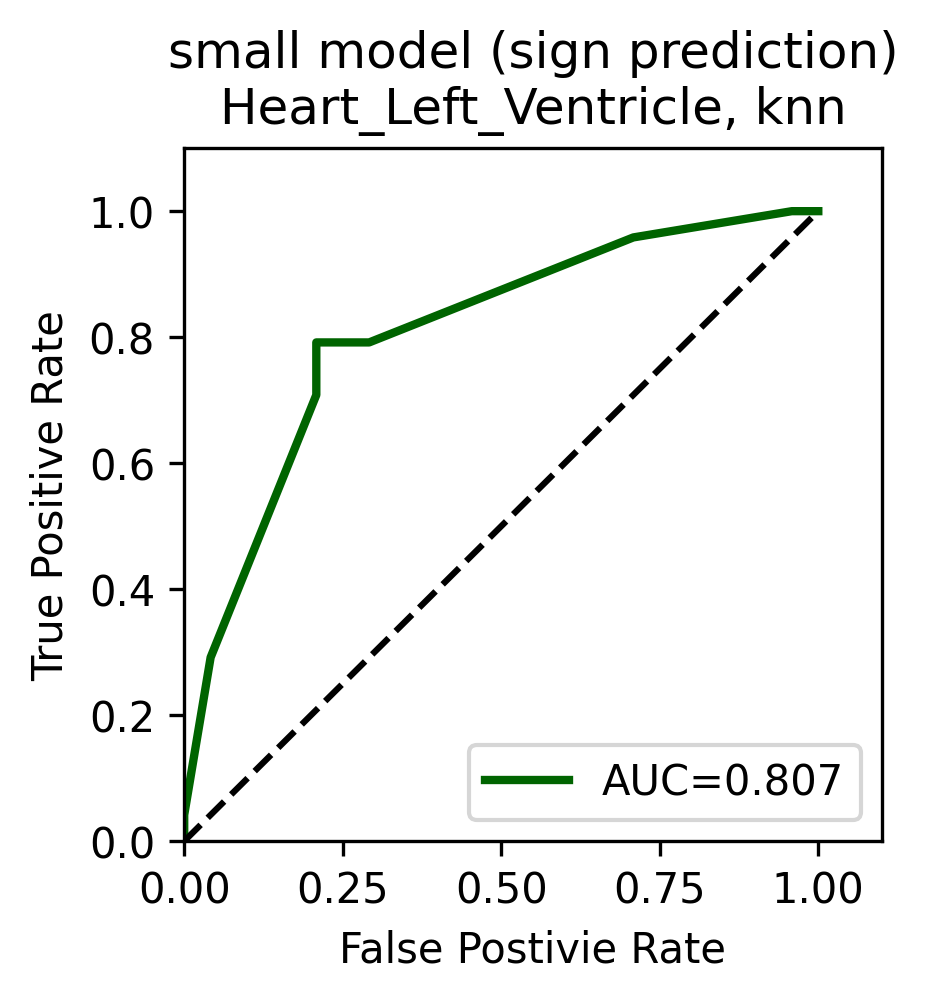 small model (sign prediction)
Heart_Left_Ventricle, knn
True Positive Rate
1.0
0.8
0.6
0.4
0.2
0.0
0.00 0.25 0.50 0.75 1.00
False Postivie Rate
AUC=0.807